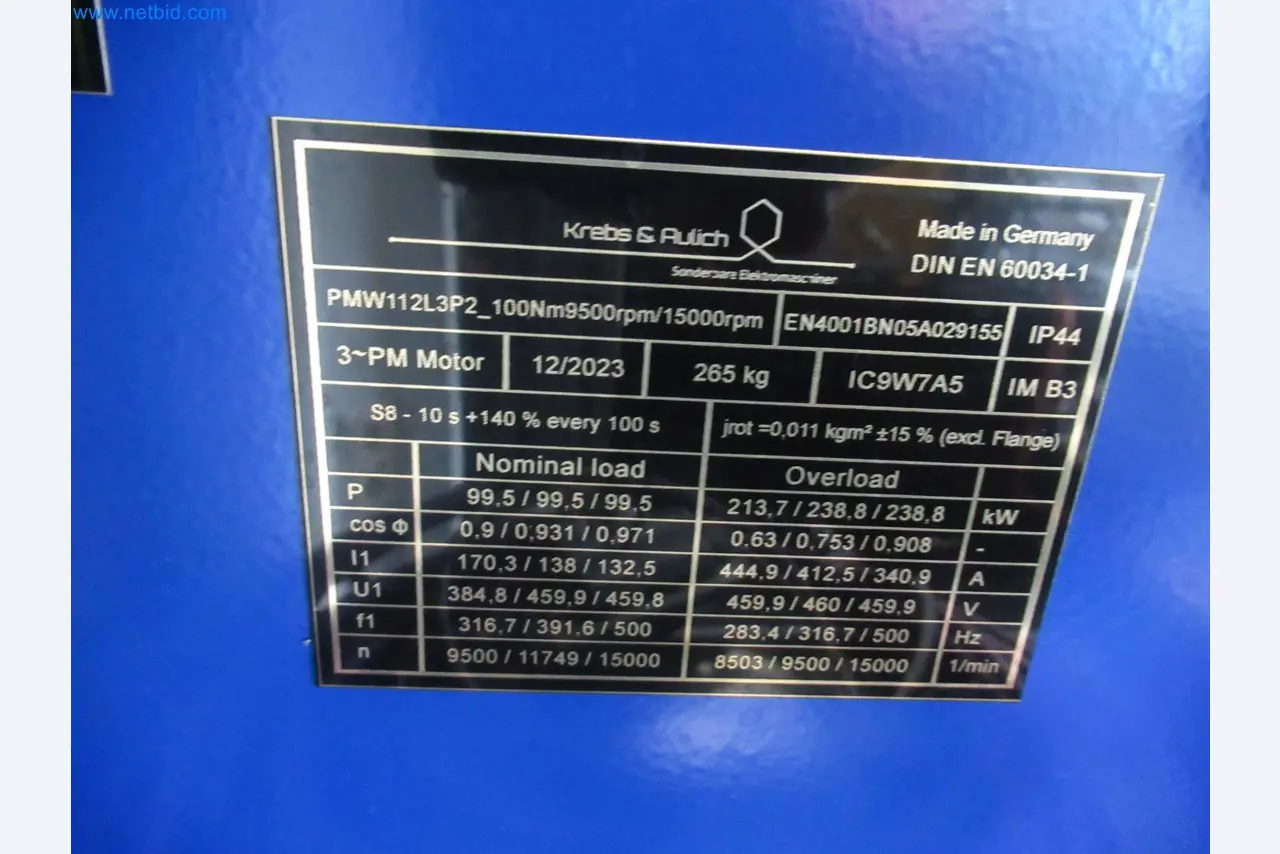 www.netbid.com
Krebs & Aulich
Sonderbare Elektromaschinen
Made in Germany
DIN EN 60034-1
PMW112L3P2_100Nm9500rpm/15000rpm EN4001BN05A029155 IP44
3~PM Motor 12/2023 265 kg IC9W7A5 IM B3
S8 - 10 s +140 % every 100 s jrot =0,011 kgm² ±15 % (excl. Flange)
Nominal load Overload
P 99,5 / 99,5 / 99,5 213,7 / 238,8 / 238,8 kW
cos Φ 0,9 / 0,931 / 0,971 0,63 / 0,753 / 0,908 -
I1 170,3 / 138 / 132,5 444,9 / 412,5 / 340,9 A
U1 384,8 / 459,9 / 459,8 459,9 / 460 / 459,9 V
f1 316,7 / 391,6 / 500 283,4 / 316,7 / 500 Hz
n 9500 / 11749 / 15000 8503 / 9500 / 15000 1/min